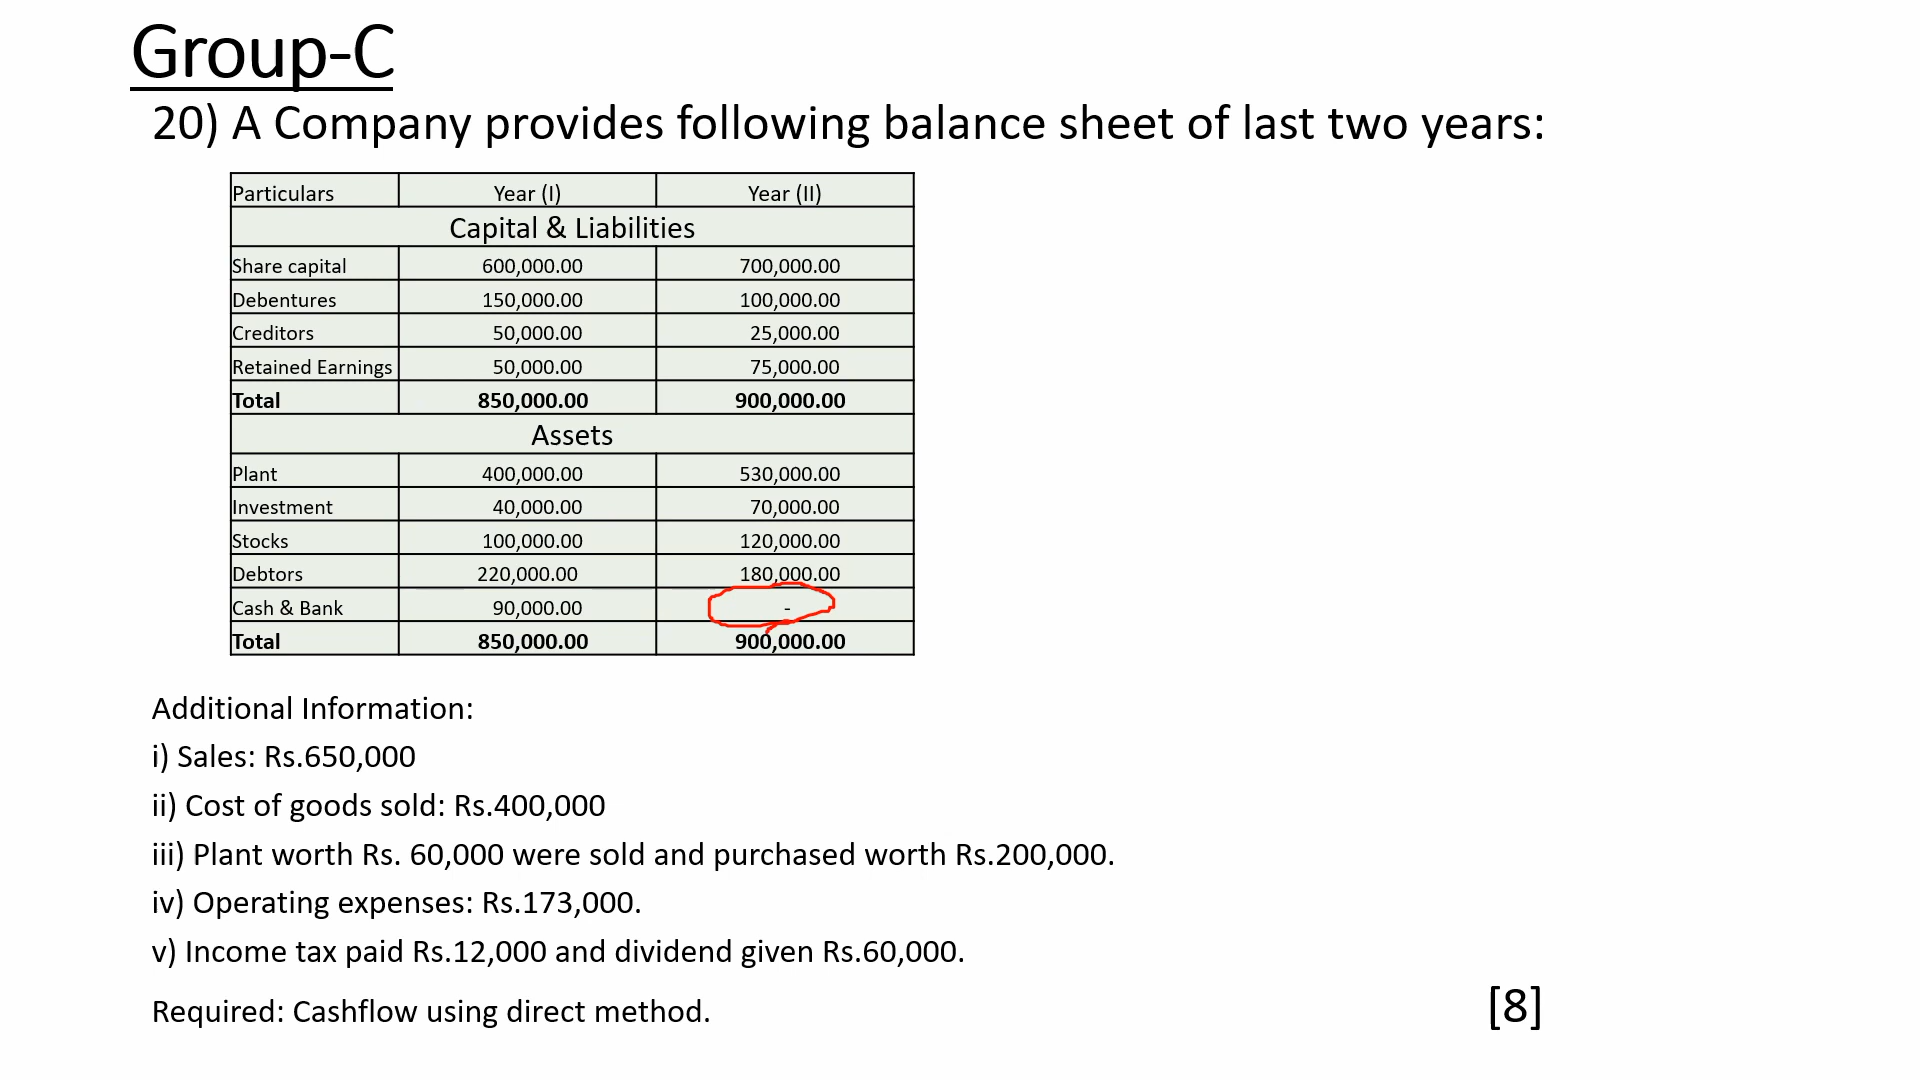 Group-C
20) A Company provides following balance sheet of last two years:
Particulars Year (I) Year (II)
Capital & Liabilities
Share capital 600,000.00 700,000.00
Debentures 150,000.00 100,000.00
Creditors 50,000.00 25,000.00
Retained Earnings 50,000.00 75,000.00
Total 850,000.00 900,000.00
Assets
Plant 400,000.00 530,000.00
Investment 40,000.00 70,000.00
Stocks 100,000.00 120,000.00
Debtors 220,000.00 180,000.00
Cash & Bank 90,000.00 -
Total 850,000.00 900,000.00
Additional Information:
i) Sales: Rs.650,000
ii) Cost of goods sold: Rs.400,000
iii) Plant worth Rs. 60,000 were sold and purchased worth Rs.200,000.
iv) Operating expenses: Rs.173,000.
v) Income tax paid Rs.12,000 and dividend given Rs.60,000.
Required: Cashflow using direct method. [8]